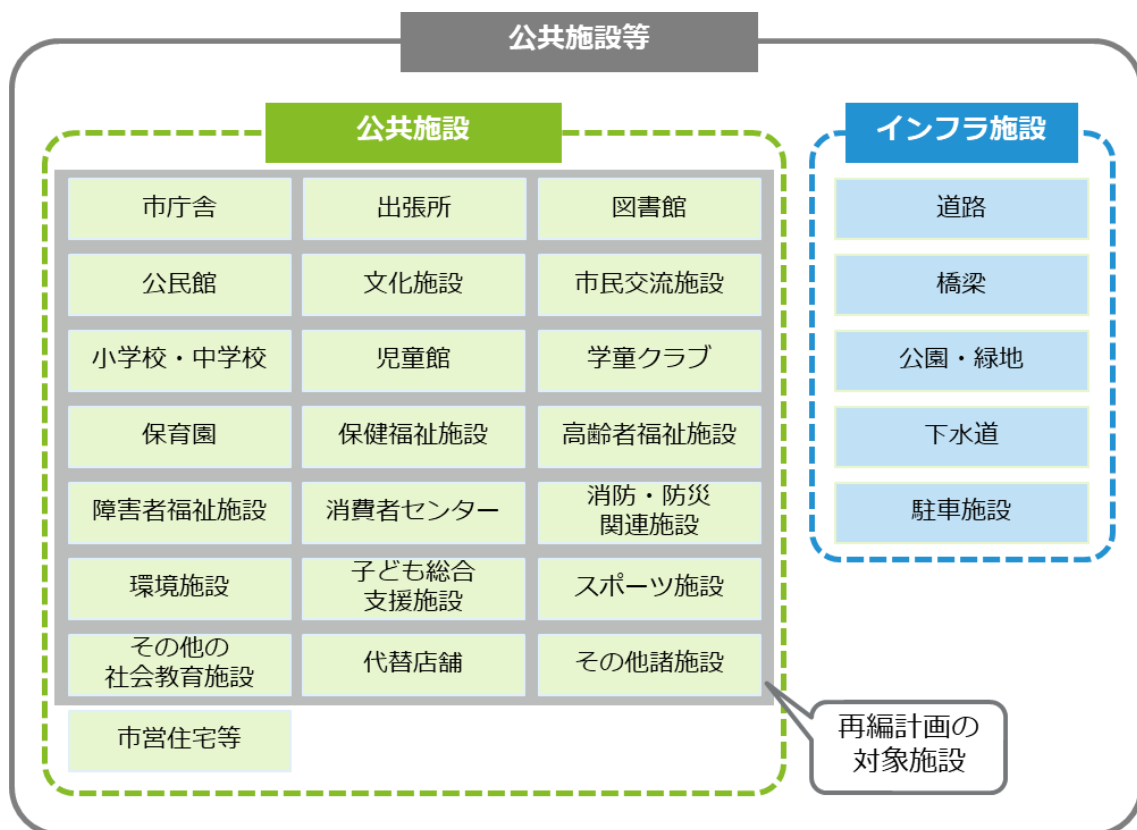 公共施設等
公共施設
インフラ施設
市庁舎
出張所
図書館
公民館
文化施設
市民交流施設
小学校・中学校
児童館
学童クラブ
保育園
保健福祉施設
高齢者福祉施設
障害者福祉施設
消費者センター
消防・防災
関連施設
環境施設
子ども総合
支援施設
スポーツ施設
その他の
社会教育施設
代替店舗
その他諸施設
市営住宅等
道路
橋梁
公園・緑地
下水道
駐車施設
再編計画の
対象施設